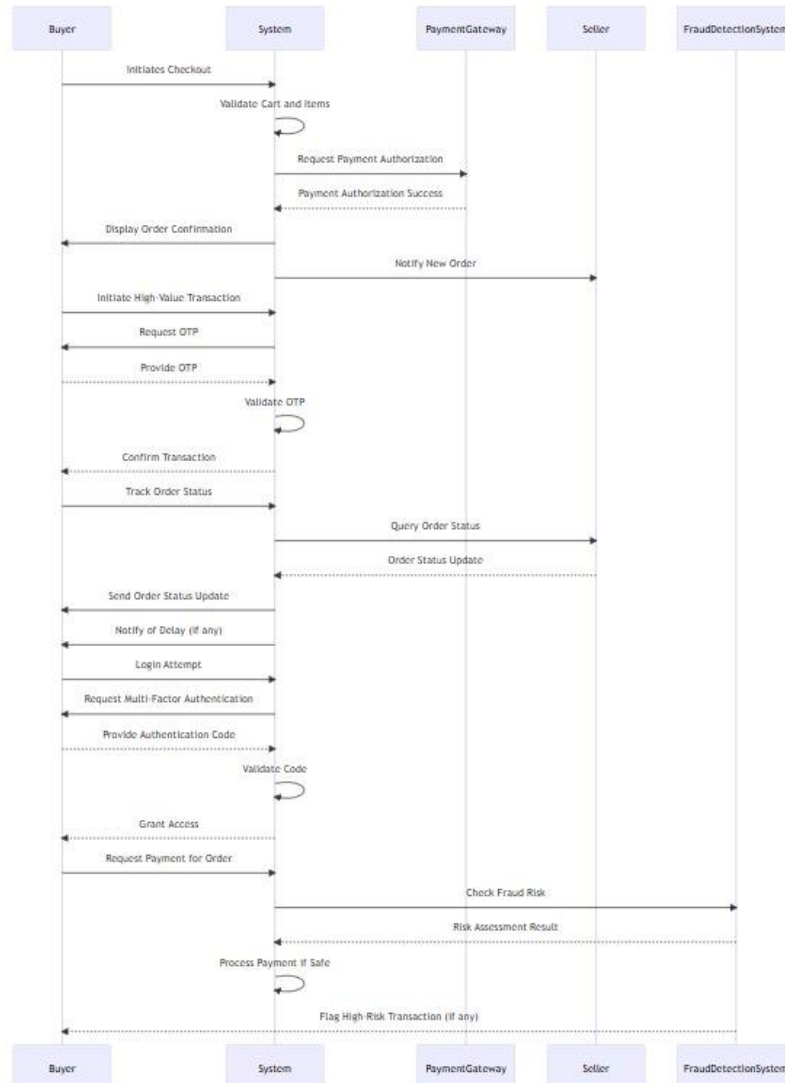 Buyer System PaymentGateway Seller FraudDetectionSystem
Initiates Checkout
Validate Cart and Items
Request Payment Authorization
Payment Authorization Success
Display Order Confirmation
Notify New Order
Initiate High-Value Transaction
Request OTP
Provide OTP
Validate OTP
Confirm Transaction
Track Order Status
Query Order Status
Order Status Update
Send Order Status Update
Notify of Delay (if any)
Login Attempt
Request Multi-Factor Authentication
Provide Authentication Code
Validate Code
Grant Access
Request Payment for Order
Check Fraud Risk
Risk Assessment Result
Process Payment if Safe
Flag High-Risk Transaction (if any)
Buyer System PaymentGateway Seller FraudDetectionSystem